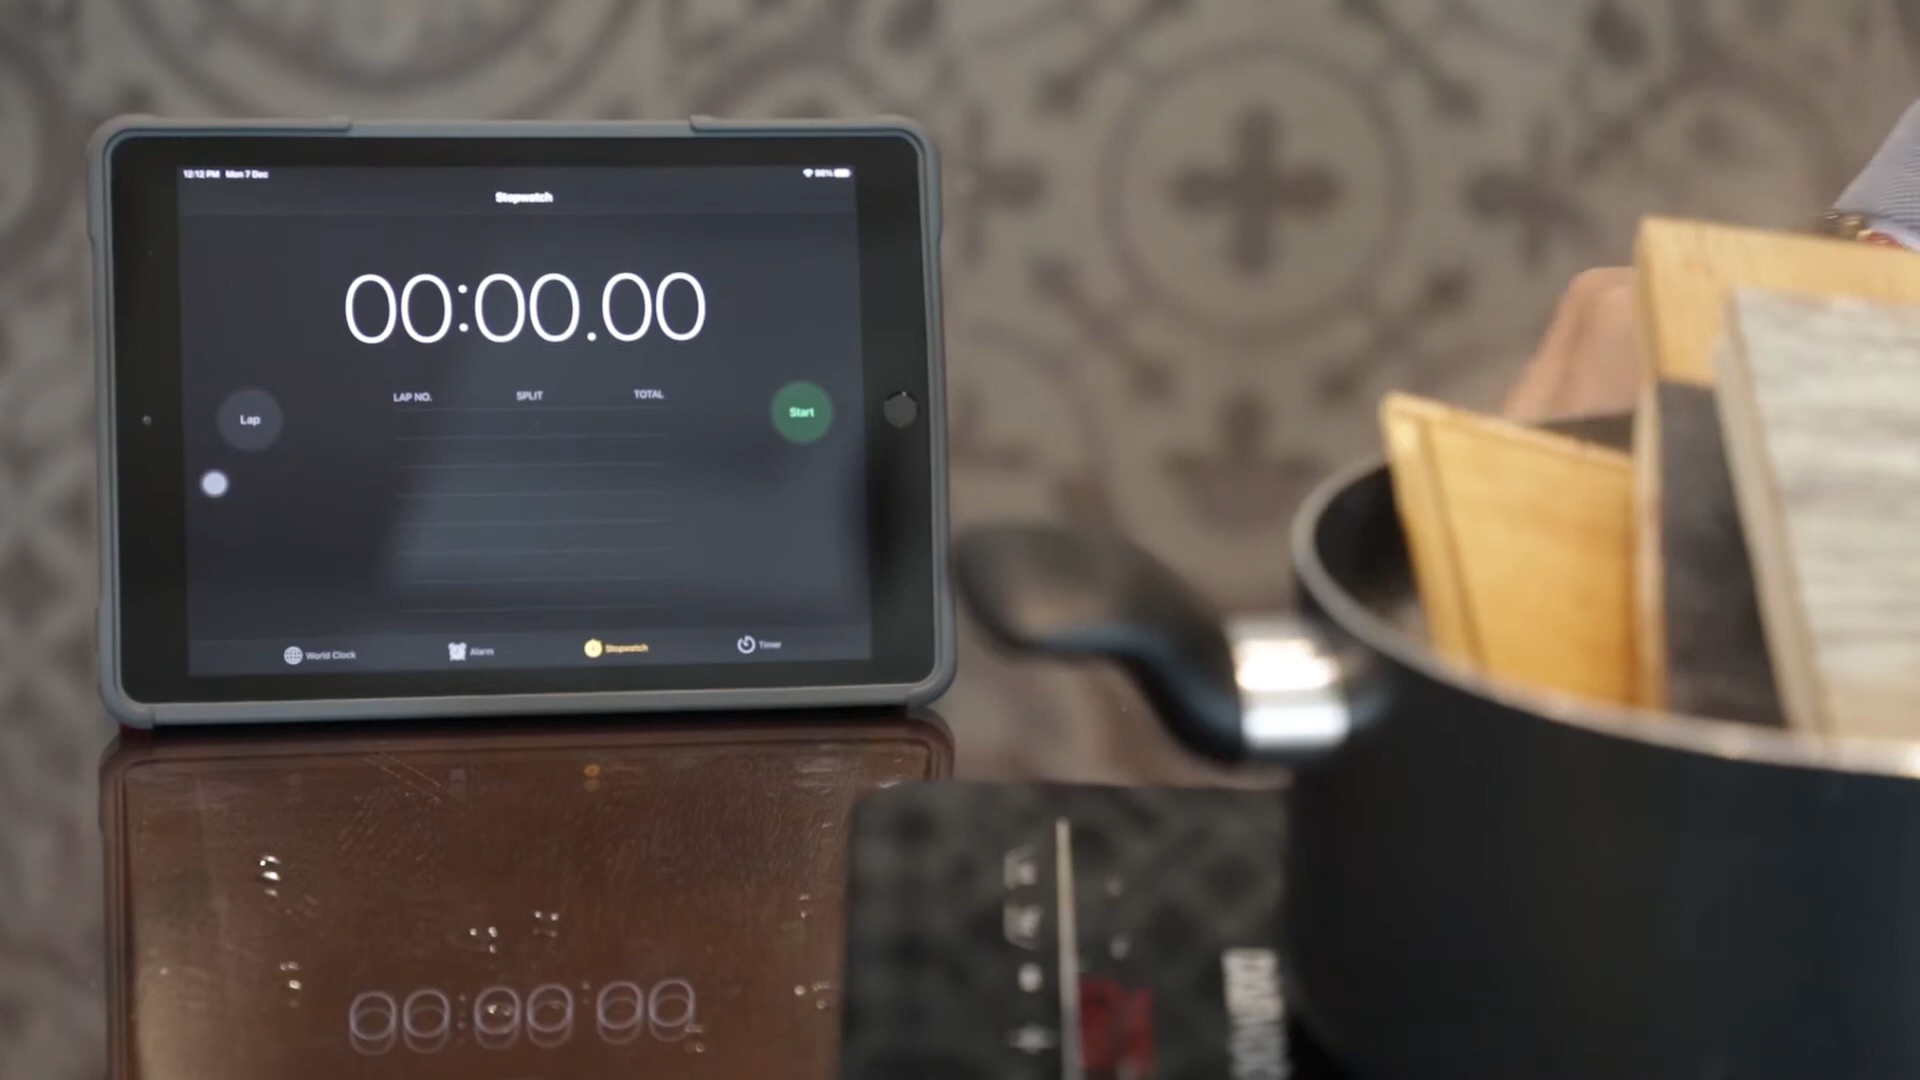 12:12 PM Mon 7 Dec
Stopwatch
00:00.00
LAP NO. SPLIT TOTAL
Lap
Start
World Clock Alarm Stopwatch Timer
00:00.00